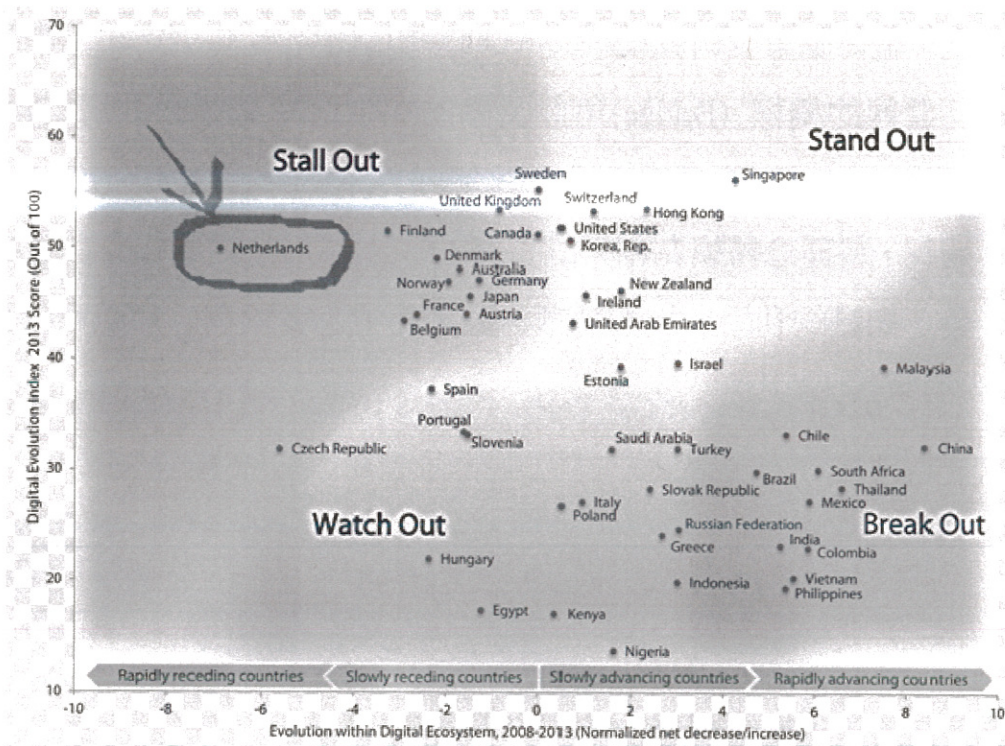 70
60
50
40
30
20
10
Digital Evolution Index 2013 Score (Out of 100)
Stall Out
Stand Out
Sweden
Singapore
United Kingdom
Switzerland
Hong Kong
Finland
Canada
United States
Korea, Rep.
Netherlands
Denmark
Australia
Norway
Germany
New Zealand
Japan
Ireland
France
Austria
United Arab Emirates
Belgium
Israel
Malaysia
Estonia
Spain
Portugal
Slovenia
Saudi Arabia
Chile
Czech Republic
Turkey
China
Brazil
South Africa
Slovak Republic
Thailand
Italy
Mexico
Poland
Watch Out
Russian Federation
Break Out
Greece
India
Colombia
Hungary
Indonesia
Vietnam
Philippines
Egypt
Kenya
Nigeria
Rapidly receding countries
Slowly receding countries
Slowly advancing countries
Rapidly advancing countries
-10 -8 -6 -4 -2 0 2 4 6 8 10
Evolution within Digital Ecosystem, 2008-2013 (Normalized net decrease/increase)